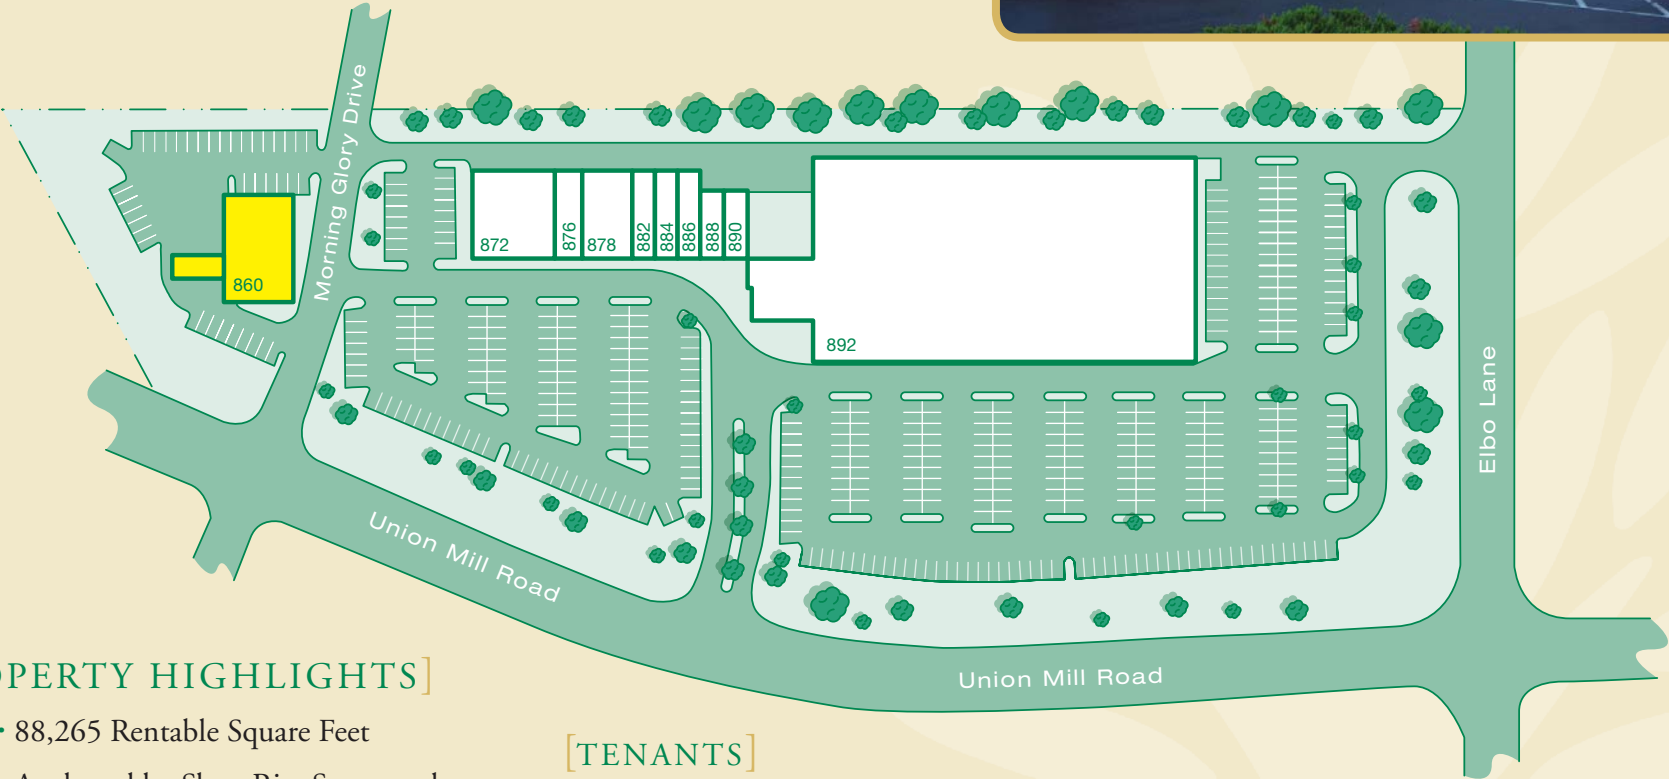 Morning Glory Drive
872
876
878
882
884
886
888
890
860
892
Elbo Lane
Union Mill Road
Union Mill Road
PERTY HIGHLIGHTS]
• 88,265 Rentable Square Feet
[TENANTS]